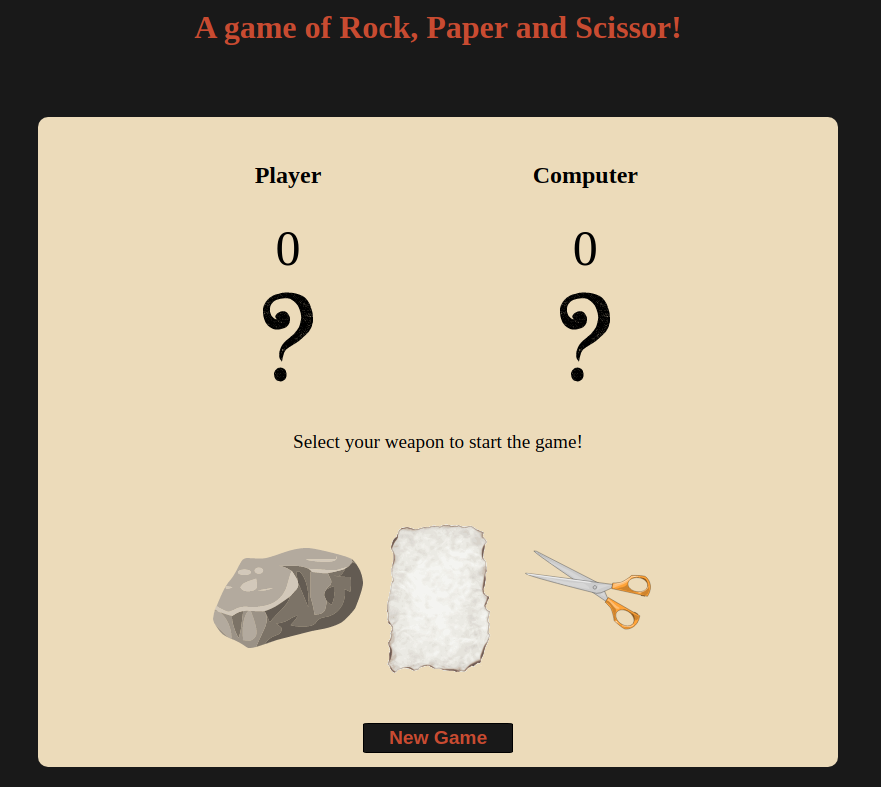 A game of Rock, Paper and Scissor!
Player
Computer
0
0
?
?
Select your weapon to start the game!
New Game